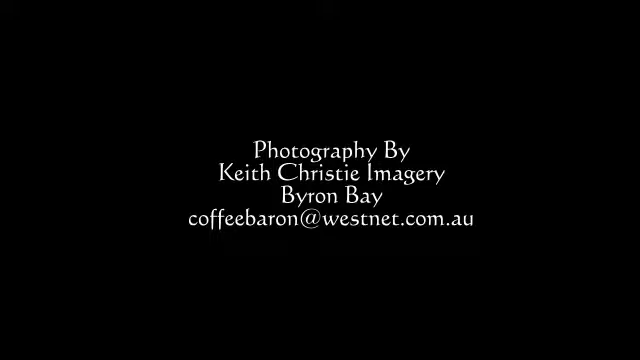 Photography By
Keith Christie Imagery
Byron Bay
coffeebaron@westnet.com.au